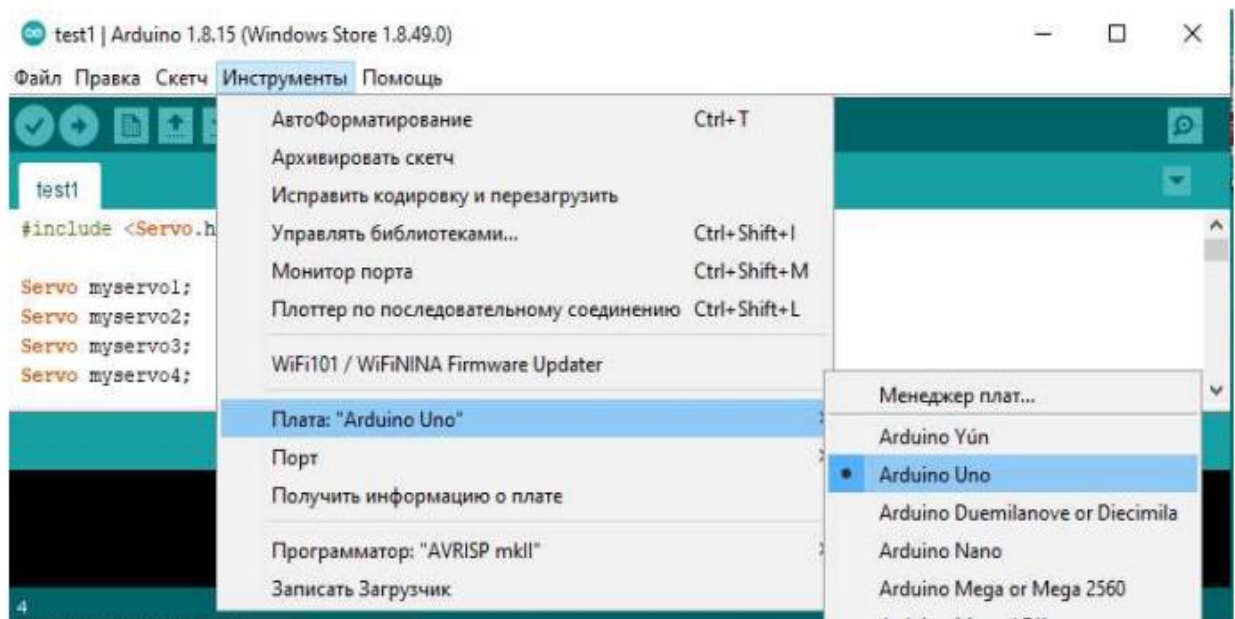 test1 | Arduino 1.8.15 (Windows Store 1.8.49.0)
Файл Правка Скетч Инструменты Помощь
test1
#include <Servo.h
Servo myservo1;
Servo myservo2;
Servo myservo3;
Servo myservo4;
4
АвтоФорматирование Ctrl+T
Архивировать скетч
Исправить кодировку и перезагрузить
Управлять библиотеками... Ctrl+Shift+I
Монитор порта Ctrl+Shift+M
Плоттер по последовательному соединению Ctrl+Shift+L
WiFi101 / WiFiNINA Firmware Updater
Плата: "Arduino Uno"
Порт
Получить информацию о плате
Программатор: "AVRISP mkII"
Записать Загрузчик
Менеджер плат...
Arduino Yún
Arduino Uno
Arduino Duemilanove or Diecimila
Arduino Nano
Arduino Mega or Mega 2560